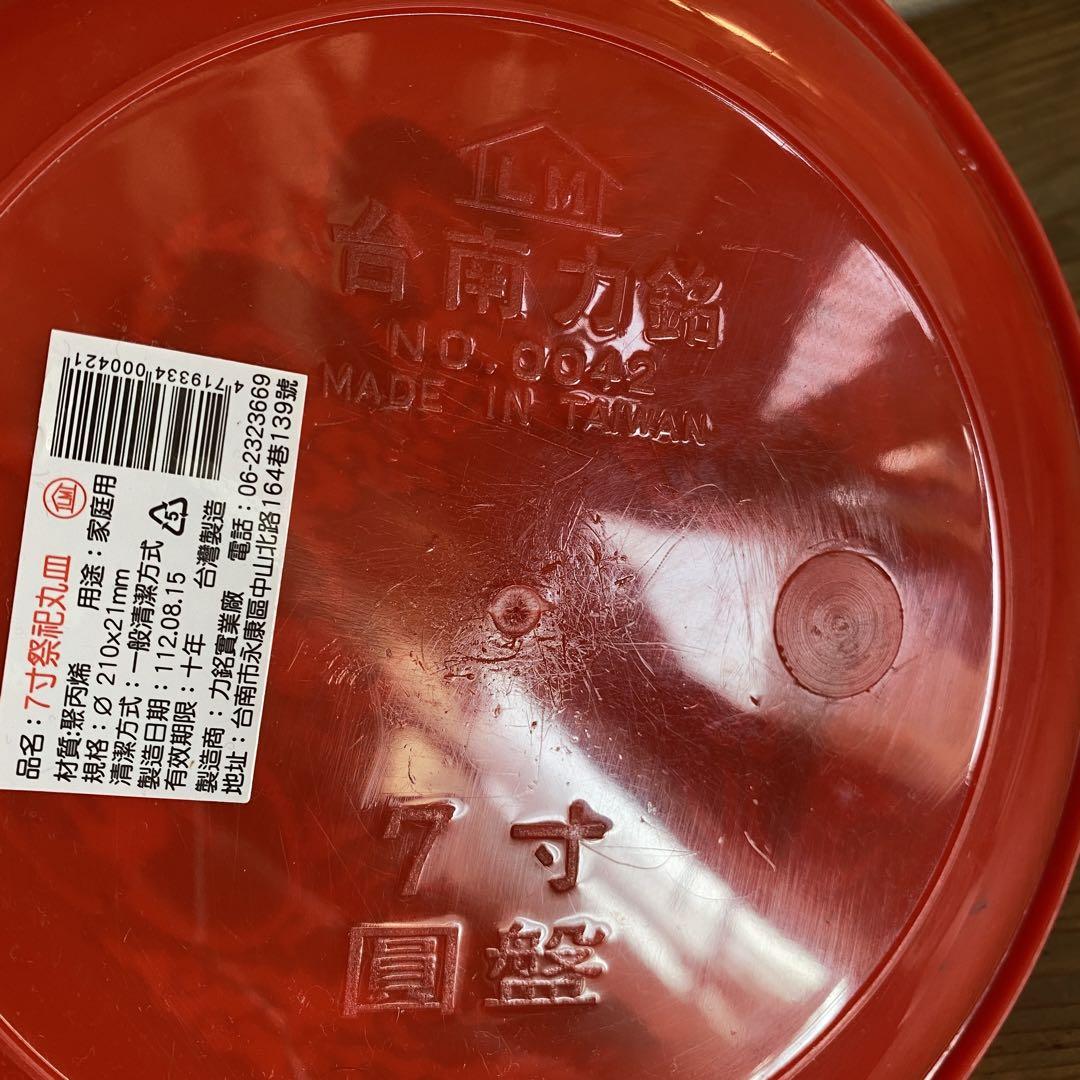 LM
台南力銘
NO.0042
MADE IN TAIWAN
7寸
圓盤
4 719334 000421
LM
品名：7寸祭祀丸皿
材質:聚丙烯 用途：家庭用
規格：Ø 210x21mm
清潔方式：一般清潔方式 5
製造日期：112.08.15
有效期限：十年 台灣製造
製造商：力銘實業廠 電話：06-2323669
地址：台南市永康區中山北路164巷139號